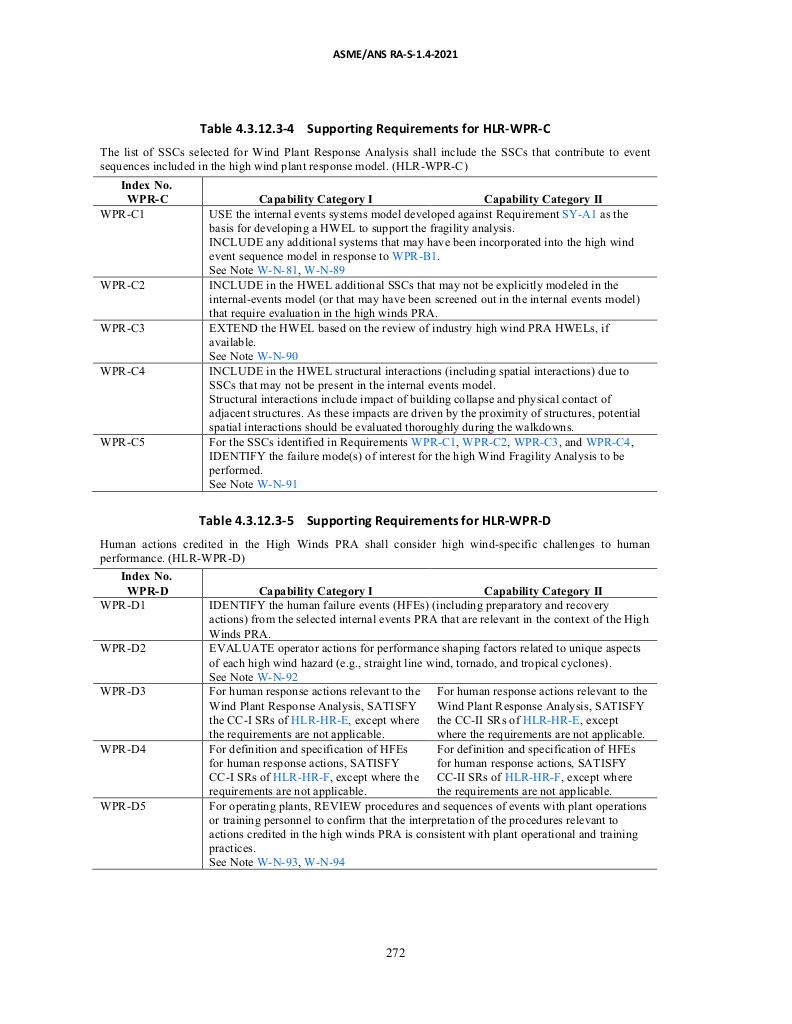 ASME/ANS RA-S-1.4-2021
Table 4.3.12.3-4 Supporting Requirements for HLR-WPR-C
The list of SSCs selected for Wind Plant Response Analysis shall include the SSCs that contribute to event
sequences included in the high wind plant response model. (HLR-WPR-C)
Index No.
WPR-C Capability Category I Capability Category II
WPR-C1 USE the internal events systems model developed against Requirement SY-A1 as the
basis for developing a HWEL to support the fragility analysis.
INCLUDE any additional systems that may have been incorporated into the high wind
event sequence model in response to WPR-B1.
See Note W-N-81, W-N-89
WPR-C2 INCLUDE in the HWEL additional SSCs that may not be explicitly modeled in the
internal-events model (or that may have been screened out in the internal events model)
that require evaluation in the high winds PRA.
WPR-C3 EXTEND the HWEL based on the review of industry high wind PRA HWELs, if
available.
See Note W-N-90
WPR-C4 INCLUDE in the HWEL structural interactions (including spatial interactions) due to
SSCs that may not be present in the internal events model.
Structural interactions include impact of building collapse and physical contact of
adjacent structures. As these impacts are driven by the proximity of structures, potential
spatial interactions should be evaluated thoroughly during the walkdowns.
WPR-C5 For the SSCs identified in Requirements WPR-C1, WPR-C2, WPR-C3, and WPR-C4,
IDENTIFY the failure mode(s) of interest for the high Wind Fragility Analysis to be
performed.
See Note W-N-91
Table 4.3.12.3-5 Supporting Requirements for HLR-WPR-D
Human actions credited in the High Winds PRA shall consider high wind-specific challenges to human
performance. (HLR-WPR-D)
Index No.
WPR-D Capability Category I Capability Category II
WPR-D1 IDENTIFY the human failure events (HFEs) (including preparatory and recovery
actions) from the selected internal events PRA that are relevant in the context of the High
Winds PRA.
WPR-D2 EVALUATE operator actions for performance shaping factors related to unique aspects
of each high wind hazard (e.g., straight line wind, tornado, and tropical cyclones).
See Note W-N-92
WPR-D3 For human response actions relevant to the For human response actions relevant to the
Wind Plant Response Analysis, SATISFY Wind Plant Response Analysis, SATISFY
the CC-I SRs of HLR-HR-E, except where the CC-II SRs of HLR-HR-E, except
the requirements are not applicable. where the requirements are not applicable.
WPR-D4 For definition and specification of HFEs For definition and specification of HFEs
for human response actions, SATISFY for human response actions, SATISFY
CC-I SRs of HLR-HR-F, except where the CC-II SRs of HLR-HR-F, except where
requirements are not applicable. the requirements are not applicable.
WPR-D5 For operating plants, REVIEW procedures and sequences of events with plant operations
or training personnel to confirm that the interpretation of the procedures relevant to
actions credited in the high winds PRA is consistent with plant operational and training
practices.
See Note W-N-93, W-N-94
272